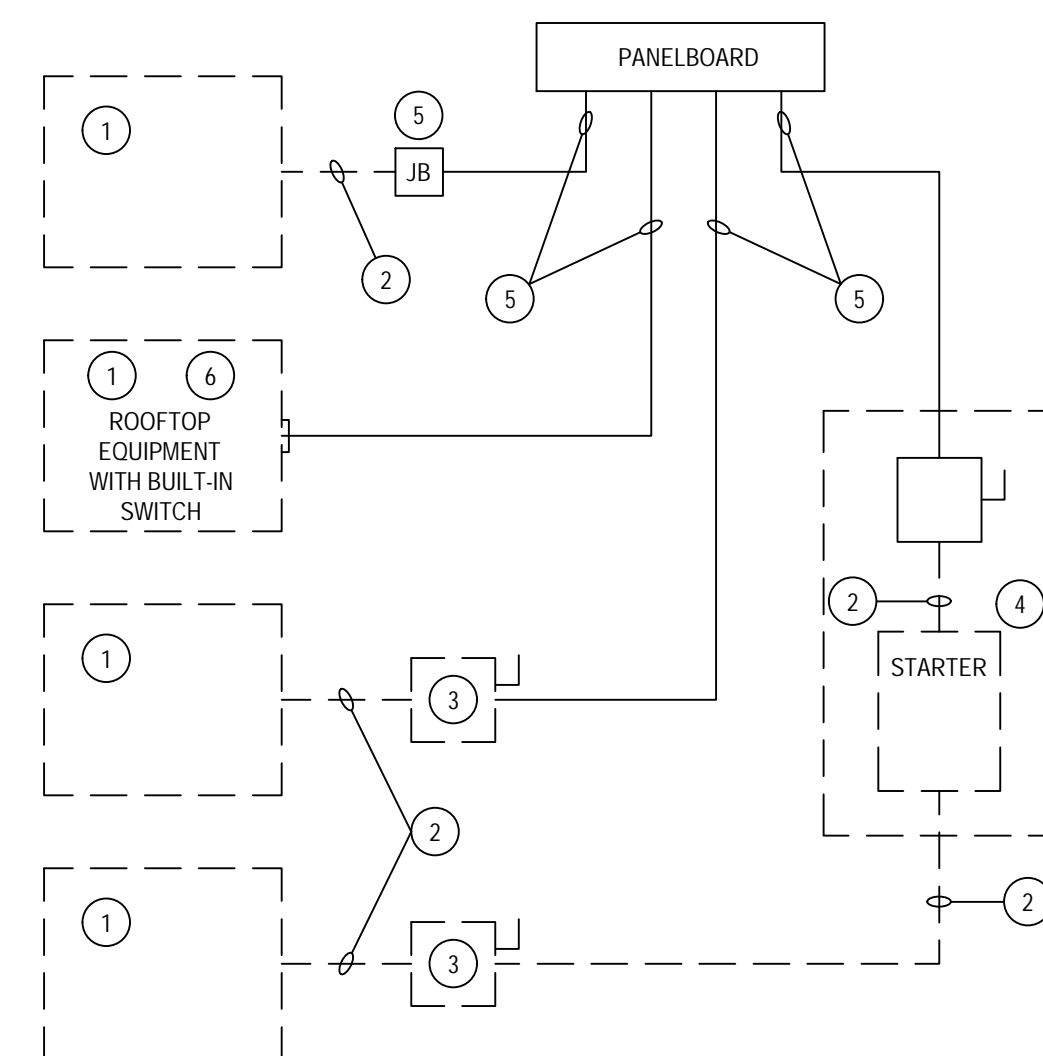 PANELBOARD
1
5
JB
2
5
5
1
6
ROOFTOP
EQUIPMENT
WITH BUILT-IN
SWITCH
2
4
STARTER
1
3
2
2
1
3